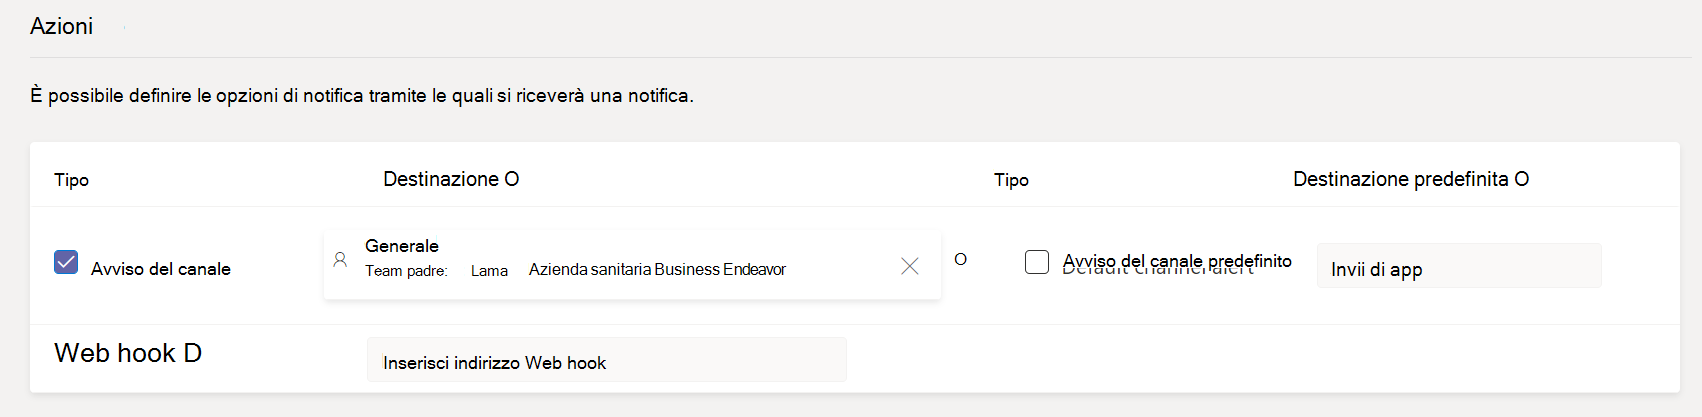 Azioni
È possibile definire le opzioni di notifica tramite le quali si riceverà una notifica.
Tipo Destinazione O Tipo Destinazione predefinita O
Generale
Avviso del canale Team padre: Lama Azienda sanitaria Business Endeavor O Avviso del canale predefinito Invii di app
Default channel alert
Web hook D Inserisci indirizzo Web hook